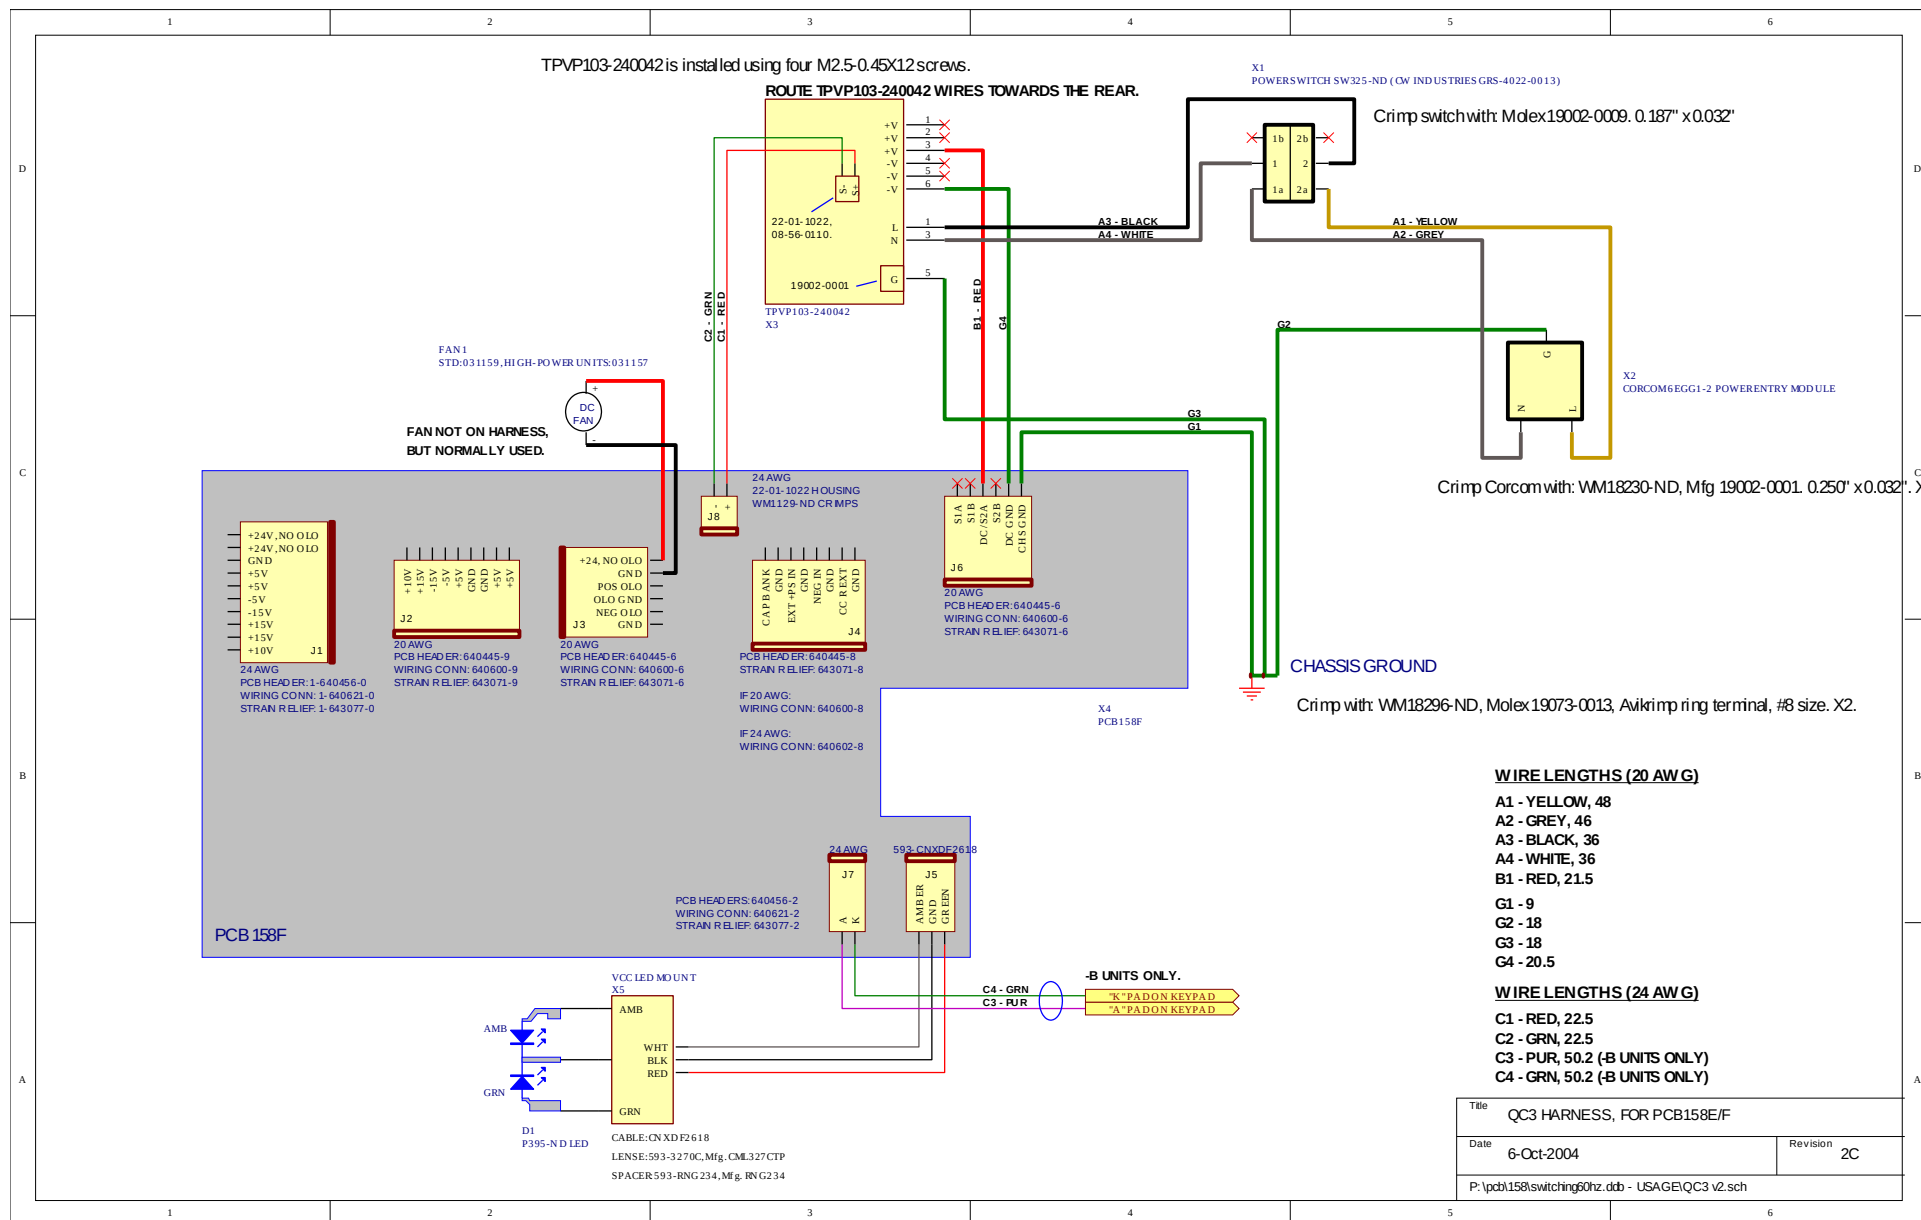 1 2 3 4 5 6
TPVP103-240042 is installed using four M2.5-0.45X12 screws.
ROUTE TPVP103-240042 WIRES TOWARDS THE REAR.
X1
POWERSWITCH SW325-ND (CW INDUSTRIES GRS-4022-0013)
Crimp switch with: Molex 19002-0009. 0.187" x 0.032"
D
D
+V 1
+V 2
+V 3
-V 4
-V 5
-V 6
L 1
N 3
G 5
S-
S+
22-01-1022,
08-56-0110.
19002-0001
TPVP103-240042
X3
1b 2b
1 2
1a 2a
A3 - BLACK
A4 - WHITE
A1 - YELLOW
A2 - GREY
C2 - GRN
C1 - RED
B1 - RED
G4
G2
G3
G1
G
N
L
X2
CORCOM 6EGG1-2 POWERENTRY MODULE
Crimp Corcom with: WM18230-ND, Mfg 19002-0001. 0.250" x 0.032". X
FAN1
STD:031159, HIGH-POWER UNITS:031157
+
DC
FAN
-
FAN NOT ON HARNESS,
BUT NORMALLY USED.
C
C
24 AWG
22-01-1022 HOUSING
WM1129-ND CRIMPS
- +
J8
S1A
S1B
DC/S2A
S2B
DC GND
CHS GND
J6
20 AWG
PCB HEADER: 640445-6
WIRING CONN: 640600-6
STRAIN RELIEF: 643071-6
+24V, NO OLO
+24V, NO OLO
GND
+5V
+5V
-5V
-15V
+15V
+15V
+10V
J1
24 AWG
PCB HEADER: 1-640456-0
WIRING CONN: 1-640621-0
STRAIN RELIEF: 1-643077-0
+10V
+15V
-15V
-5V
+5V
GND
GND
+5V
+5V
J2
20 AWG
PCB HEADER: 640445-9
WIRING CONN: 640600-9
STRAIN RELIEF: 643071-9
+24, NO OLO
GND
POS OLO
OLO GND
NEG OLO
GND
J3
20 AWG
PCB HEADER: 640445-6
WIRING CONN: 640600-6
STRAIN RELIEF: 643071-6
CAP BANK
GND
EXT +PS IN
GND
NEG IN
GND
CC R EXT
GND
J4
PCB HEADER: 640445-8
STRAIN RELIEF: 643071-8
IF 20 AWG:
WIRING CONN: 640600-8
IF 24 AWG:
WIRING CONN: 640602-8
CHASSIS GROUND
Crimp with: WM18296-ND, Molex 19073-0013, Avikrimp ring terminal, #8 size. X2.
X4
PCB158F
B
B
WIRE LENGTHS (20 AWG)
A1 - YELLOW, 48
A2 - GREY, 46
A3 - BLACK, 36
A4 - WHITE, 36
B1 - RED, 21.5
G1 - 9
G2 - 18
G3 - 18
G4 - 20.5
WIRE LENGTHS (24 AWG)
C1 - RED, 22.5
C2 - GRN, 22.5
C3 - PUR, 50.2 (-B UNITS ONLY)
C4 - GRN, 50.2 (-B UNITS ONLY)
24 AWG
593-CNXDF2618
J7
A
K
J5
AMBER
GND
GREEN
PCB HEADERS: 640456-2
WIRING CONN: 640621-2
STRAIN RELIEF: 643077-2
PCB 158F
-B UNITS ONLY.
C4 - GRN
C3 - PUR
"K" PAD ON KEYPAD
"A" PAD ON KEYPAD
VCC LED MOUNT
X5
AMB
WHT
BLK
RED
GRN
AMB
GRN
D1
P395-ND LED
CABLE: CNXDF2618
LENSE: 593-3270C, Mfg. CML327CTP
SPACER: 593-RNG234, Mfg. RNG234
A
A
Title
QC3 HARNESS, FOR PCB158E/F
Date
6-Oct-2004
Revision
2C
P:\pcb\158\switching60hz.ddb - USAGE\QC3 v2.sch
1 2 3 4 5 6